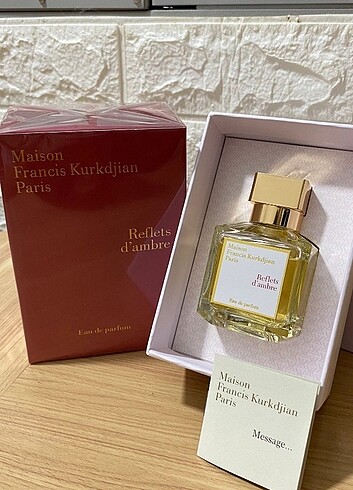 Maison
Francis Kurkdjian
Paris
Reflets
d'ambre
Eau de parfum
Maison
Francis Kurkdjian
Paris
Reflets
d'ambre
Eau de parfum
Maison
Francis Kurkdjian
Paris
Message...